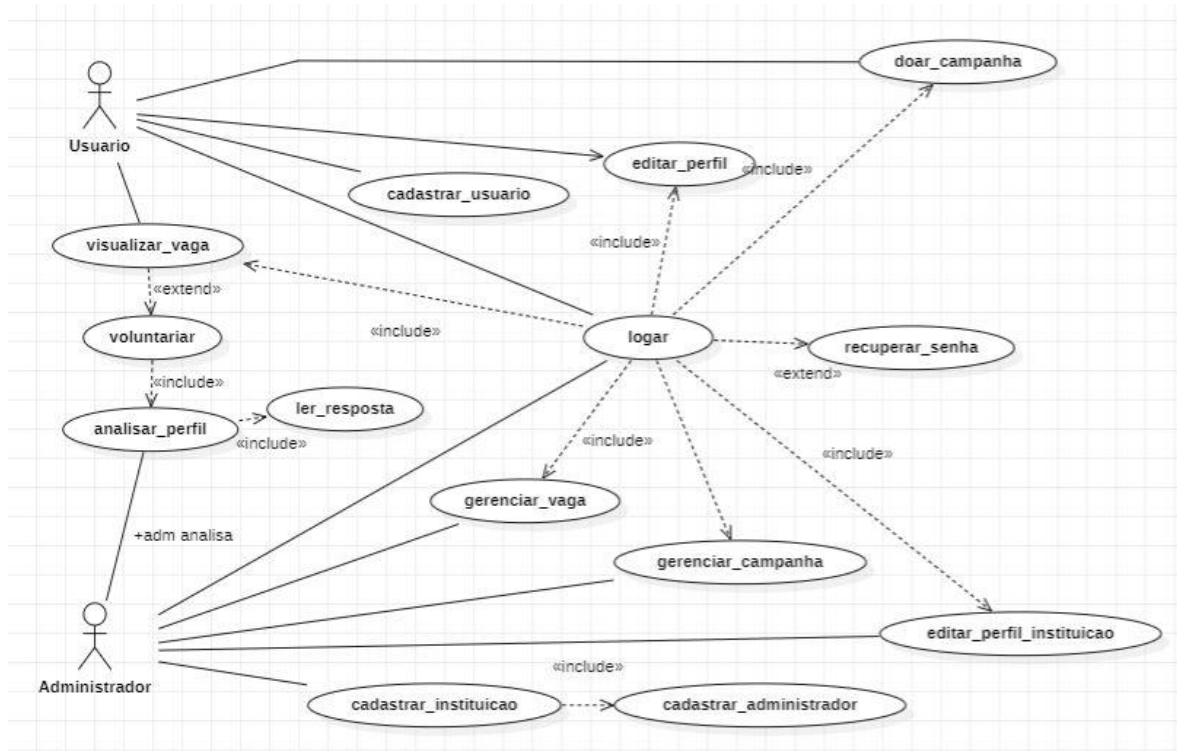 doar_campanha
Usuario
editar_perfil
«include»
cadastrar_usuario
visualizar_vaga
«include»
«extend»
«include»
voluntariar
logar
recuperar_senha
«extend»
«include»
ler_resposta
analisar_perfil
«include»
«include»
«include»
gerenciar_vaga
+adm analisa
gerenciar_campanha
editar_perfil_instituicao
«include»
Administrador
cadastrar_instituicao
cadastrar_administrador